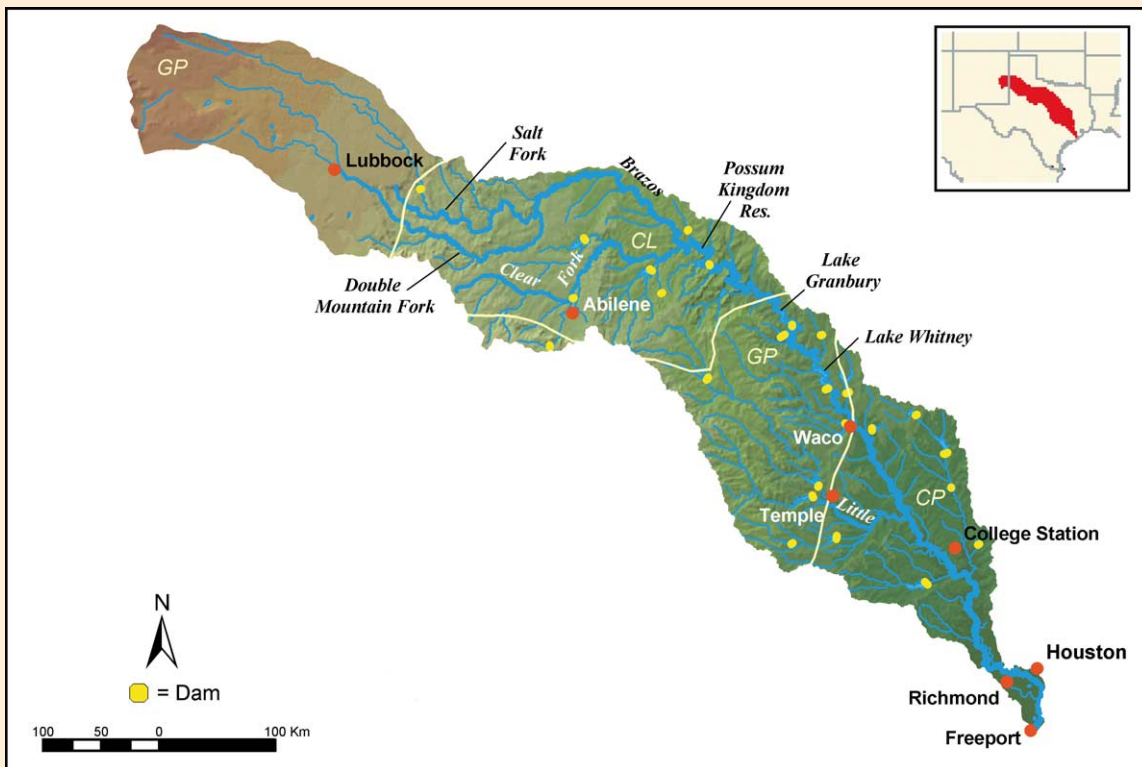 GP
Lubbock
Salt
Fork
Brazos
Possum
Kingdom
Res.
CL
Clear
Fork
Double
Mountain Fork
Abilene
Lake
Granbury
GP
Lake Whitney
Waco
CP
Temple
Little
College Station
N
= Dam
Houston
Richmond
Freeport
100 50 0 100 Km